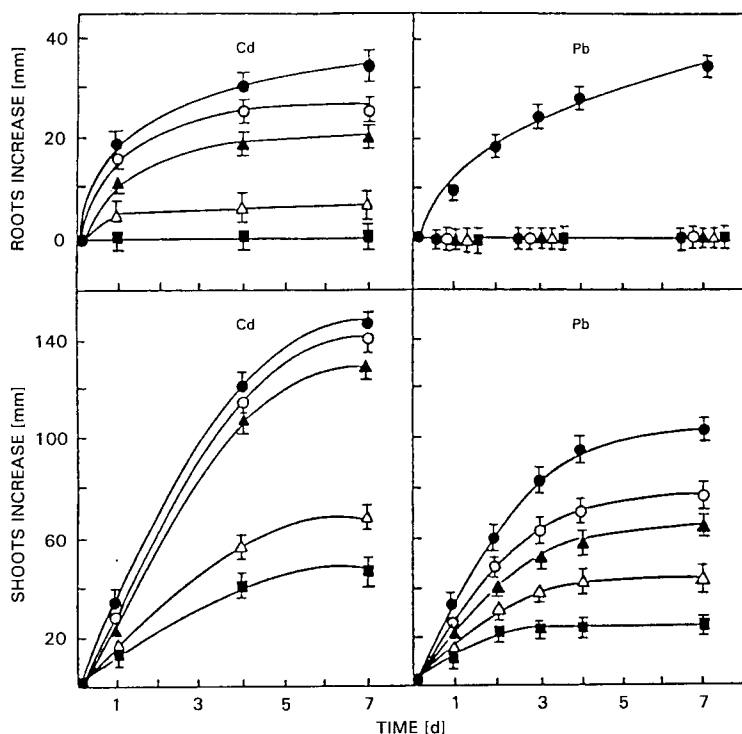 ROOTS INCREASE [mm]
40
20
0
Cd
Pb
SHOOTS INCREASE [mm]
140
100
60
20
Cd
Pb
1 3 5 7 1 3 5 7
TIME [d]